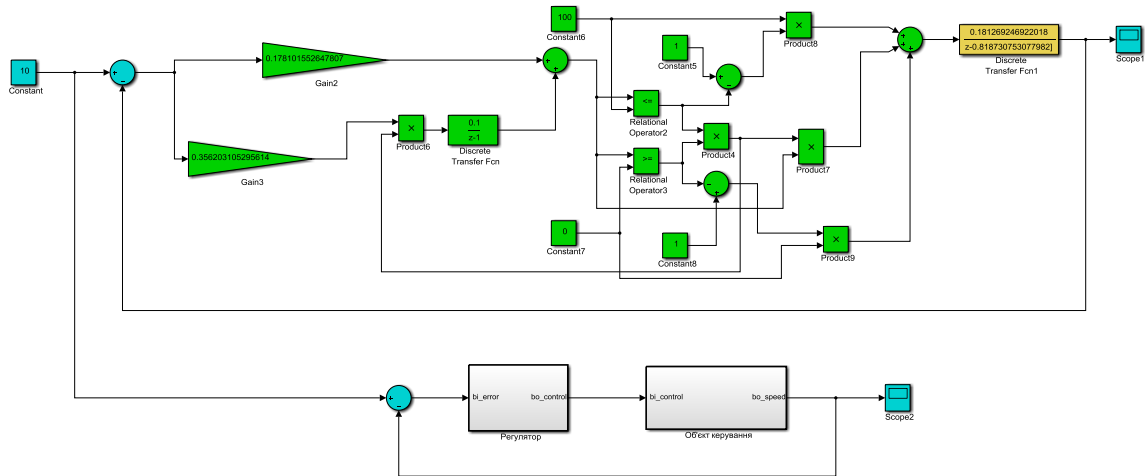 100
Constant6
×
Product8
0.181269246922018
z-0.818730753077982]
Discrete
Transfer Fcn1
Scope1
10
Constant
0.178101552647807
Gain2
1
Constant5
<=
Relational
Operator2
0.356203105295614
Gain3
×
Product6
0.1
z-1
Discrete
Transfer Fcn
×
Product4
×
Product7
>=
Relational
Operator3
0
Constant7
1
Constant8
×
Product9
bi_error
bo_control
Регулятор
bi_control
bo_speed
Об'єкт керування
Scope2